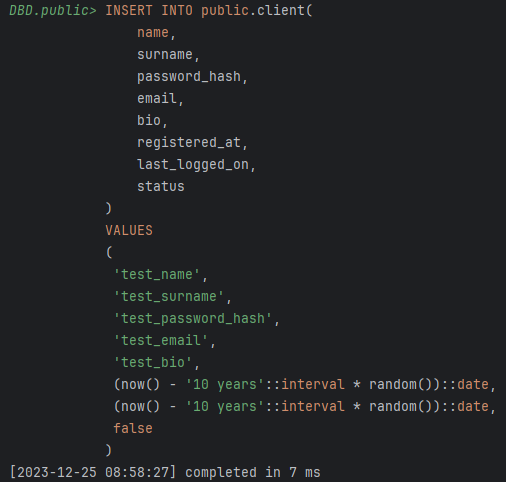 DBD.public> INSERT INTO public.client(
name,
surname,
password_hash,
email,
bio,
registered_at,
last_logged_on,
status
)
VALUES
(
'test_name',
'test_surname',
'test_password_hash',
'test_email',
'test_bio',
(now() - '10 years'::interval * random())::date,
(now() - '10 years'::interval * random())::date,
false
)
[2023-12-25 08:58:27] completed in 7 ms